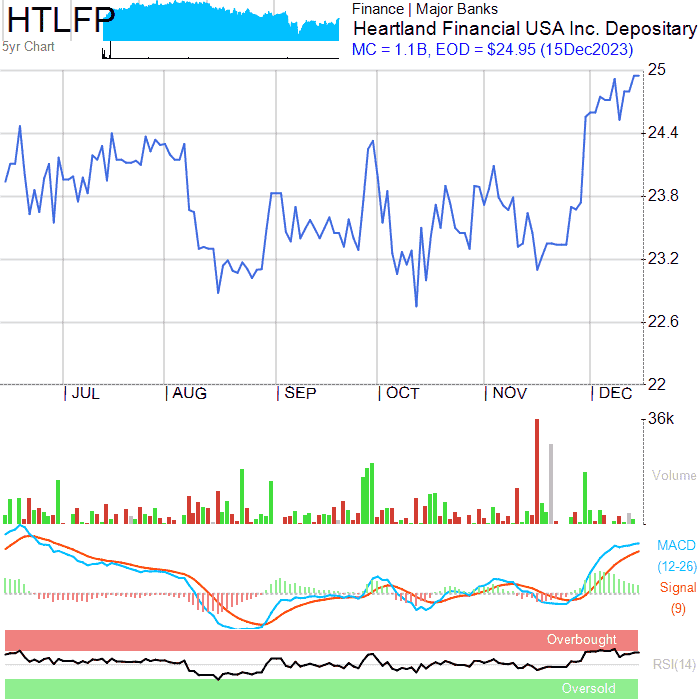 HTLFP
5yr Chart
Finance | Major Banks
Heartland Financial USA Inc. Depositary
MC = 1.1B, EOD = $24.95 (15Dec2023)
25
24.4
23.8
23.2
22.6
22
JUL
AUG
SEP
OCT
NOV
DEC
36k
Volume
MACD
(12-26)
Signal
(9)
Overbought
RSI(14)
Oversold